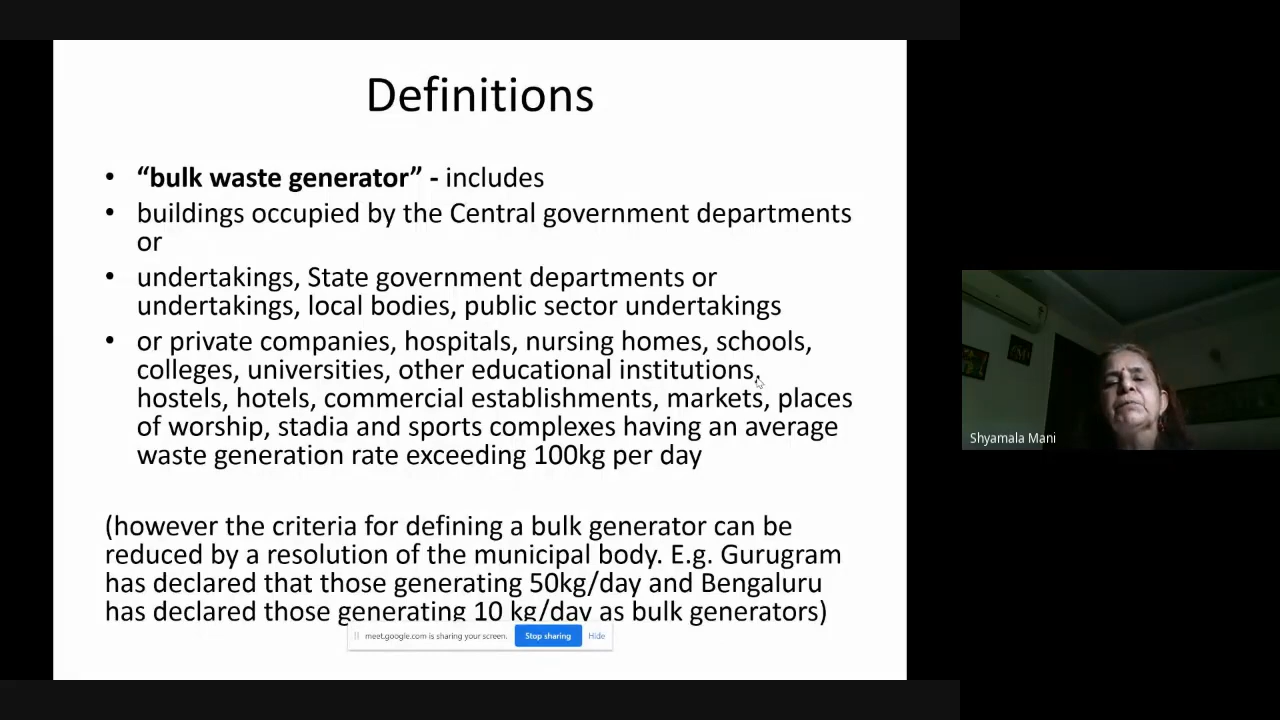 Definitions
• “bulk waste generator” - includes
• buildings occupied by the Central government departments
or
• undertakings, State government departments or
undertakings, local bodies, public sector undertakings
• or private companies, hospitals, nursing homes, schools,
colleges, universities, other educational institutions,
hostels, hotels, commercial establishments, markets, places
of worship, stadia and sports complexes having an average
waste generation rate exceeding 100kg per day
(however the criteria for defining a bulk generator can be
reduced by a resolution of the municipal body. E.g. Gurugram
has declared that those generating 50kg/day and Bengaluru
has declared those generating 10 kg/day as bulk generators)
meet.google.com is sharing your screen. Stop sharing Hide
Shyamala Mani